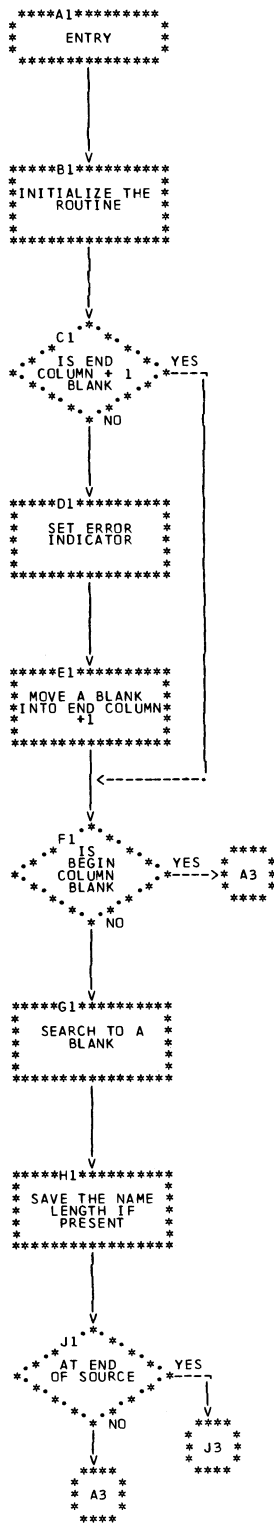 A1
ENTRY
B1
INITIALIZE THE
ROUTINE
C1
IS END
COLUMN + 1
BLANK
YES
NO
D1
SET ERROR
INDICATOR
E1
MOVE A BLANK
INTO END COLUMN
+1
F1
IS
BEGIN
COLUMN
BLANK
YES
A3
NO
G1
SEARCH TO A
BLANK
H1
SAVE THE NAME
LENGTH IF
PRESENT
J1
AT END
OF SOURCE
YES
NO
J3
A3